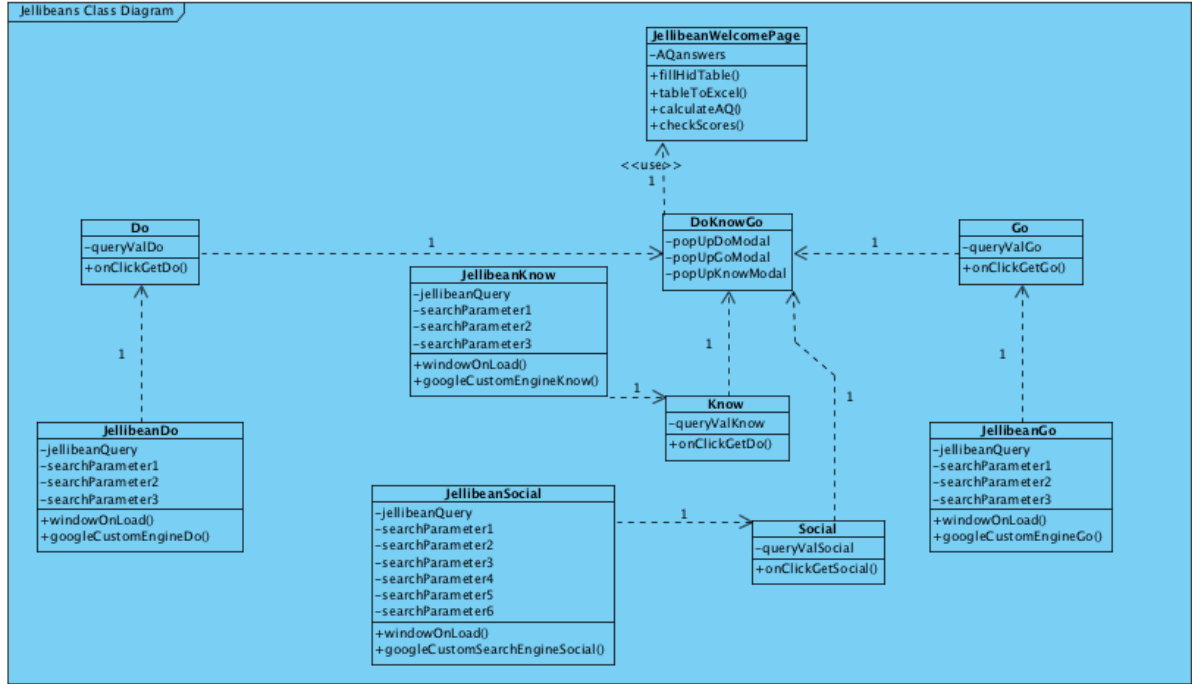 Jellibeans Class Diagram
JellibeanWelcomePage
-AQanswers
+fillHidTable()
+tableToExcel()
+calculateAQ()
+checkScores()
<<use>>
1
Do
-queryValDo
+onClickGetDo()
1
DoKnowGo
-popUpDoModal
-popUpGoModal
-popUpKnowModal
1
Go
-queryValGo
+onClickGetGo()
JellibeanKnow
-jellibeanQuery
-searchParameter1
-searchParameter2
-searchParameter3
+windowOnLoad()
+googleCustomEngineKnow()
1
1
1
1
1
Know
-queryValKnow
+onClickGetDo()
JellibeanDo
-jellibeanQuery
-searchParameter1
-searchParameter2
-searchParameter3
+windowOnLoad()
+googleCustomEngineDo()
JellibeanGo
-jellibeanQuery
-searchParameter1
-searchParameter2
-searchParameter3
+windowOnLoad()
+googleCustomEngineGo()
JellibeanSocial
-jellibeanQuery
-searchParameter1
-searchParameter2
-searchParameter3
-searchParameter4
-searchParameter5
-searchParameter6
+windowOnLoad()
+googleCustomSearchEngineSocial()
1
Social
-queryValSocial
+onClickGetSocial()